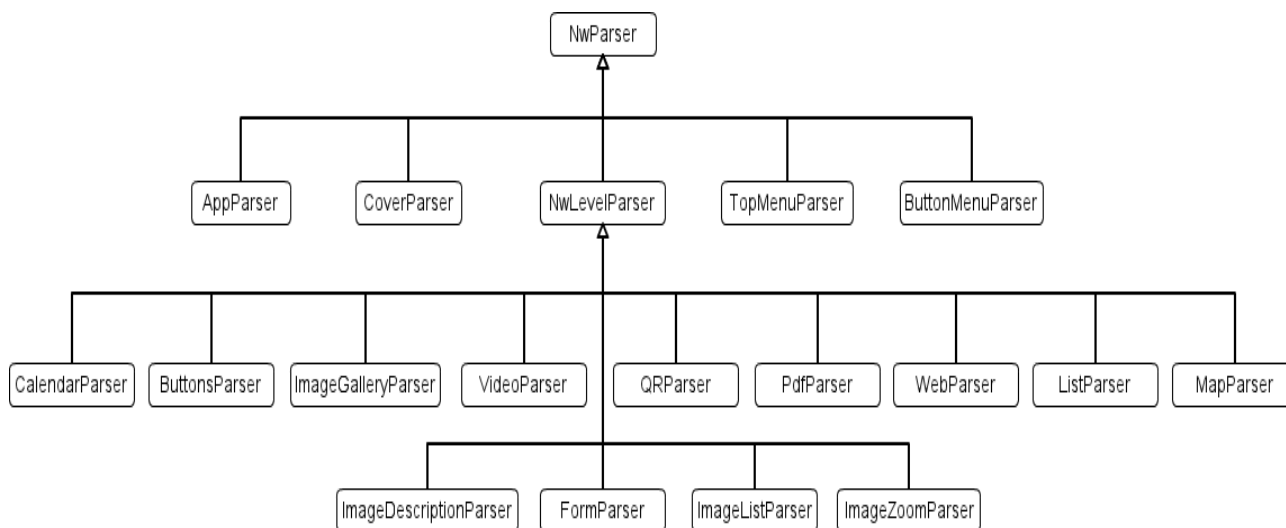 NwParser
AppParser
CoverParser
NwLevelParser
TopMenuParser
ButtonMenuParser
CalendarParser
ButtonsParser
ImageGalleryParser
VideoParser
QRParser
PdfParser
WebParser
ListParser
MapParser
ImageDescriptionParser
FormParser
ImageListParser
ImageZoomParser